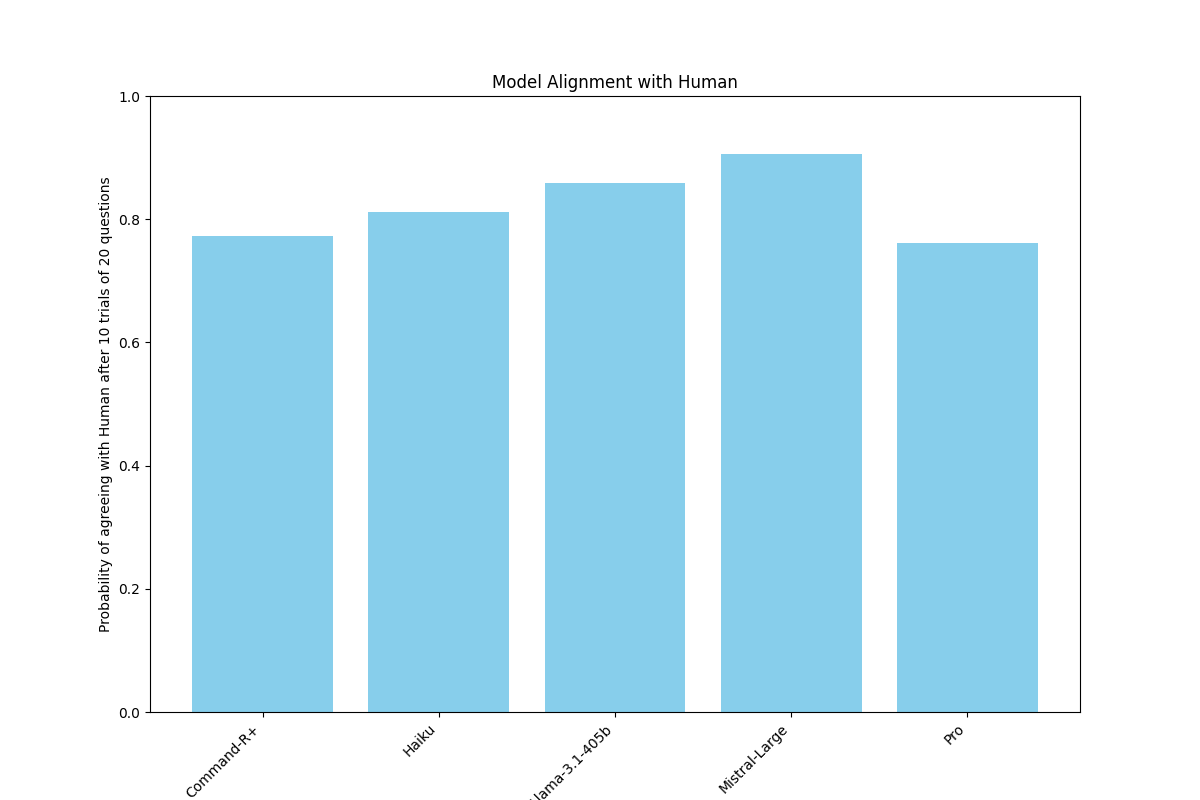 Model Alignment with Human
Probability of agreeing with Human after 10 trials of 20 questions
1.0
0.8
0.6
0.4
0.2
0.0
Command-R+
Haiku
lama-3.1-405b
Mistral-Large
Pro